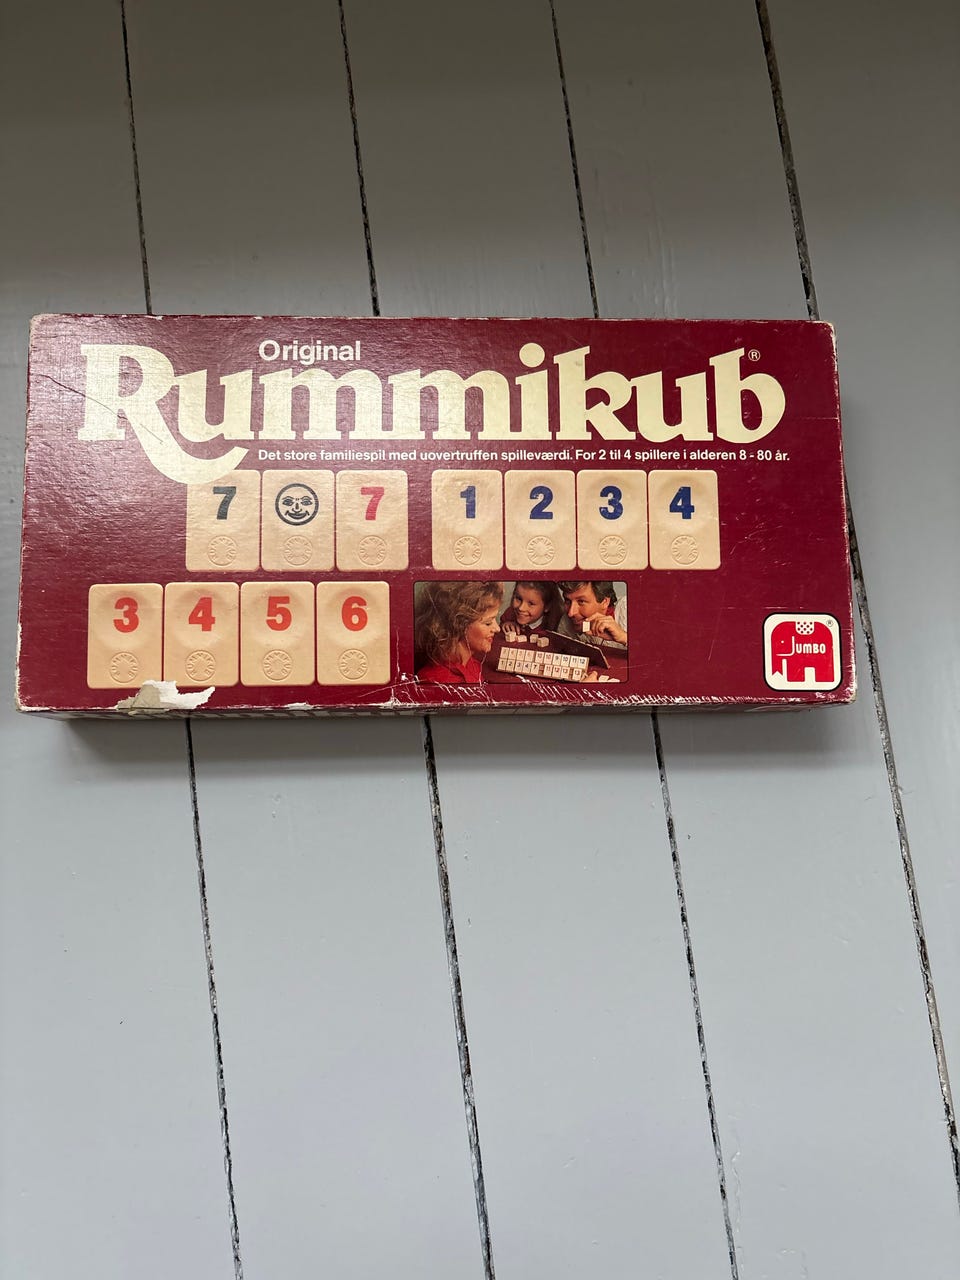 Original
Rummikub®
Det store familiespil med uovertruffen spilleværdi. For 2 til 4 spillere i alderen 8 - 80 år.
7 7 1 2 3 4
3 4 5 6
JUMBO ®